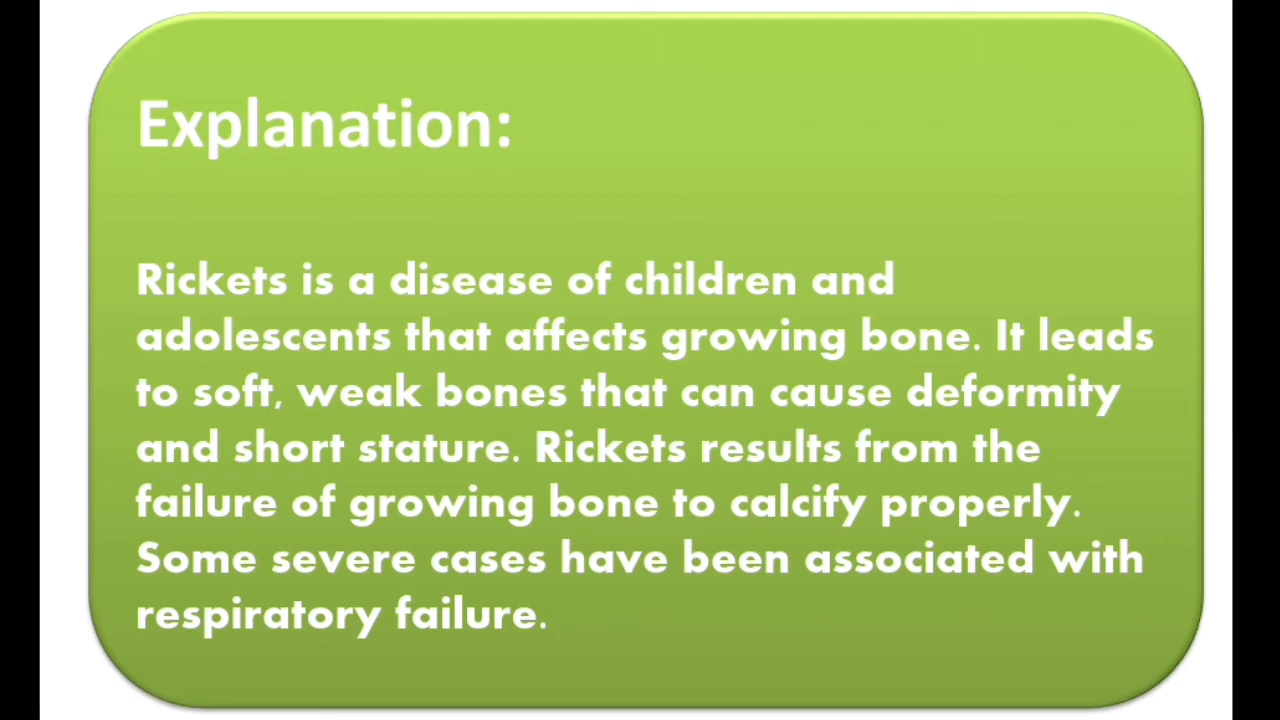 Explanation:
Rickets is a disease of children and
adolescents that affects growing bone. It leads
to soft, weak bones that can cause deformity
and short stature. Rickets results from the
failure of growing bone to calcify properly.
Some severe cases have been associated with
respiratory failure.